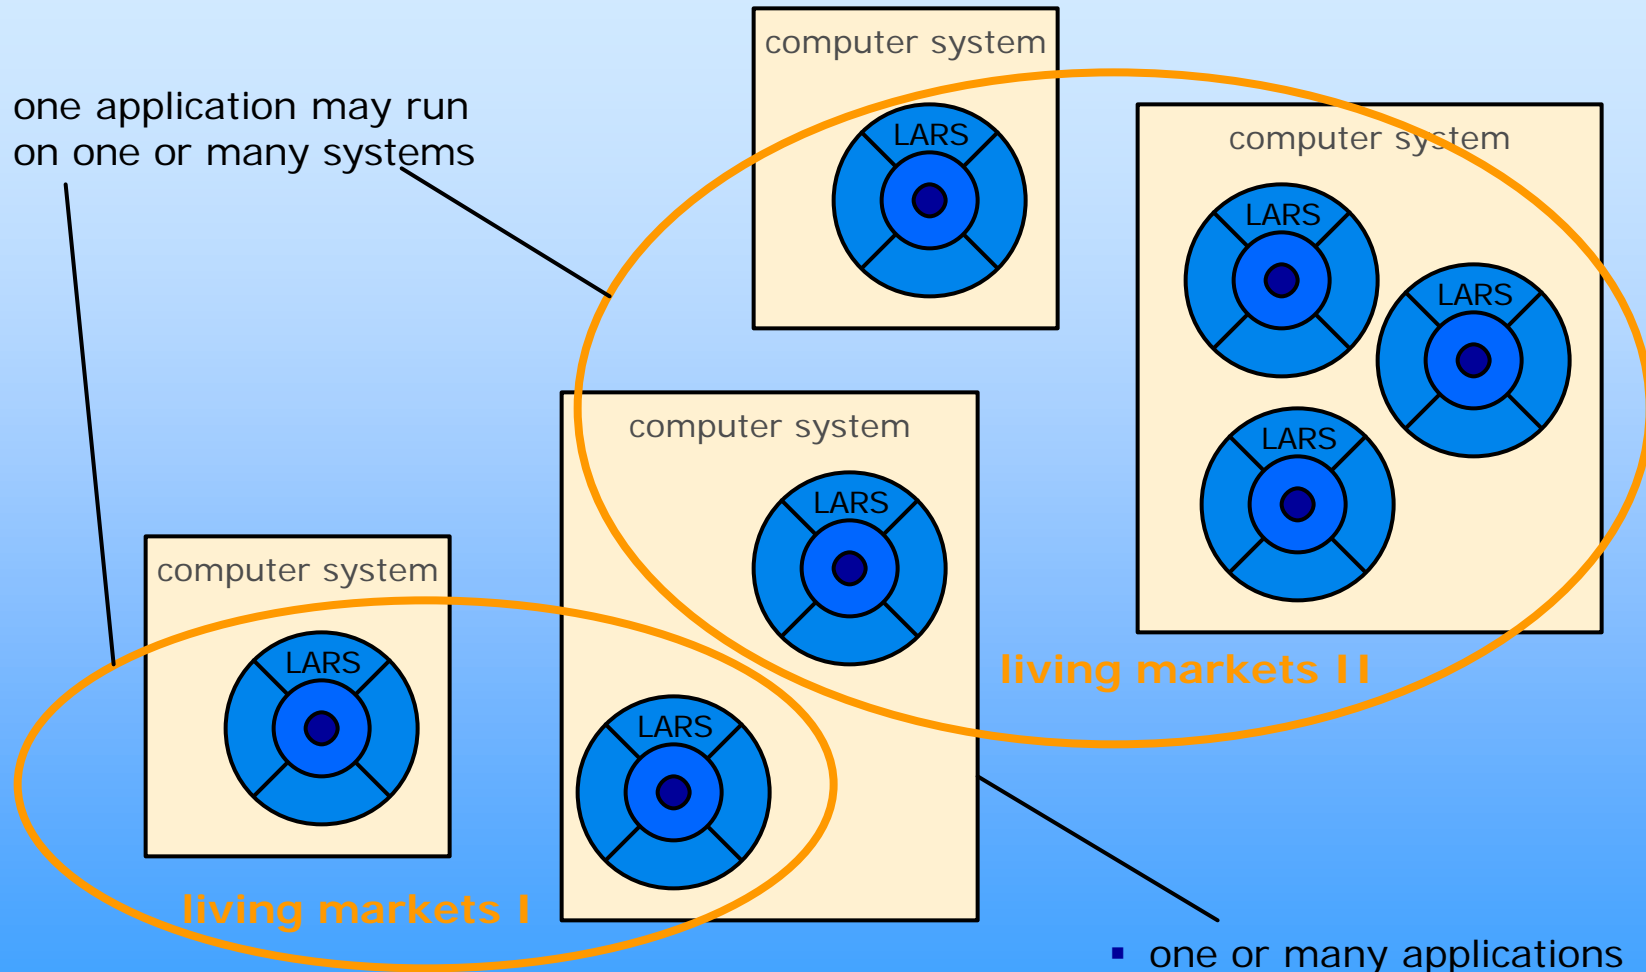 computer system
one application may run
on one or many systems
LARS
computer system
LARS
LARS
computer system
LARS
LARS
computer system
LARS
living markets II
LARS
living markets I
▪ one or many applications